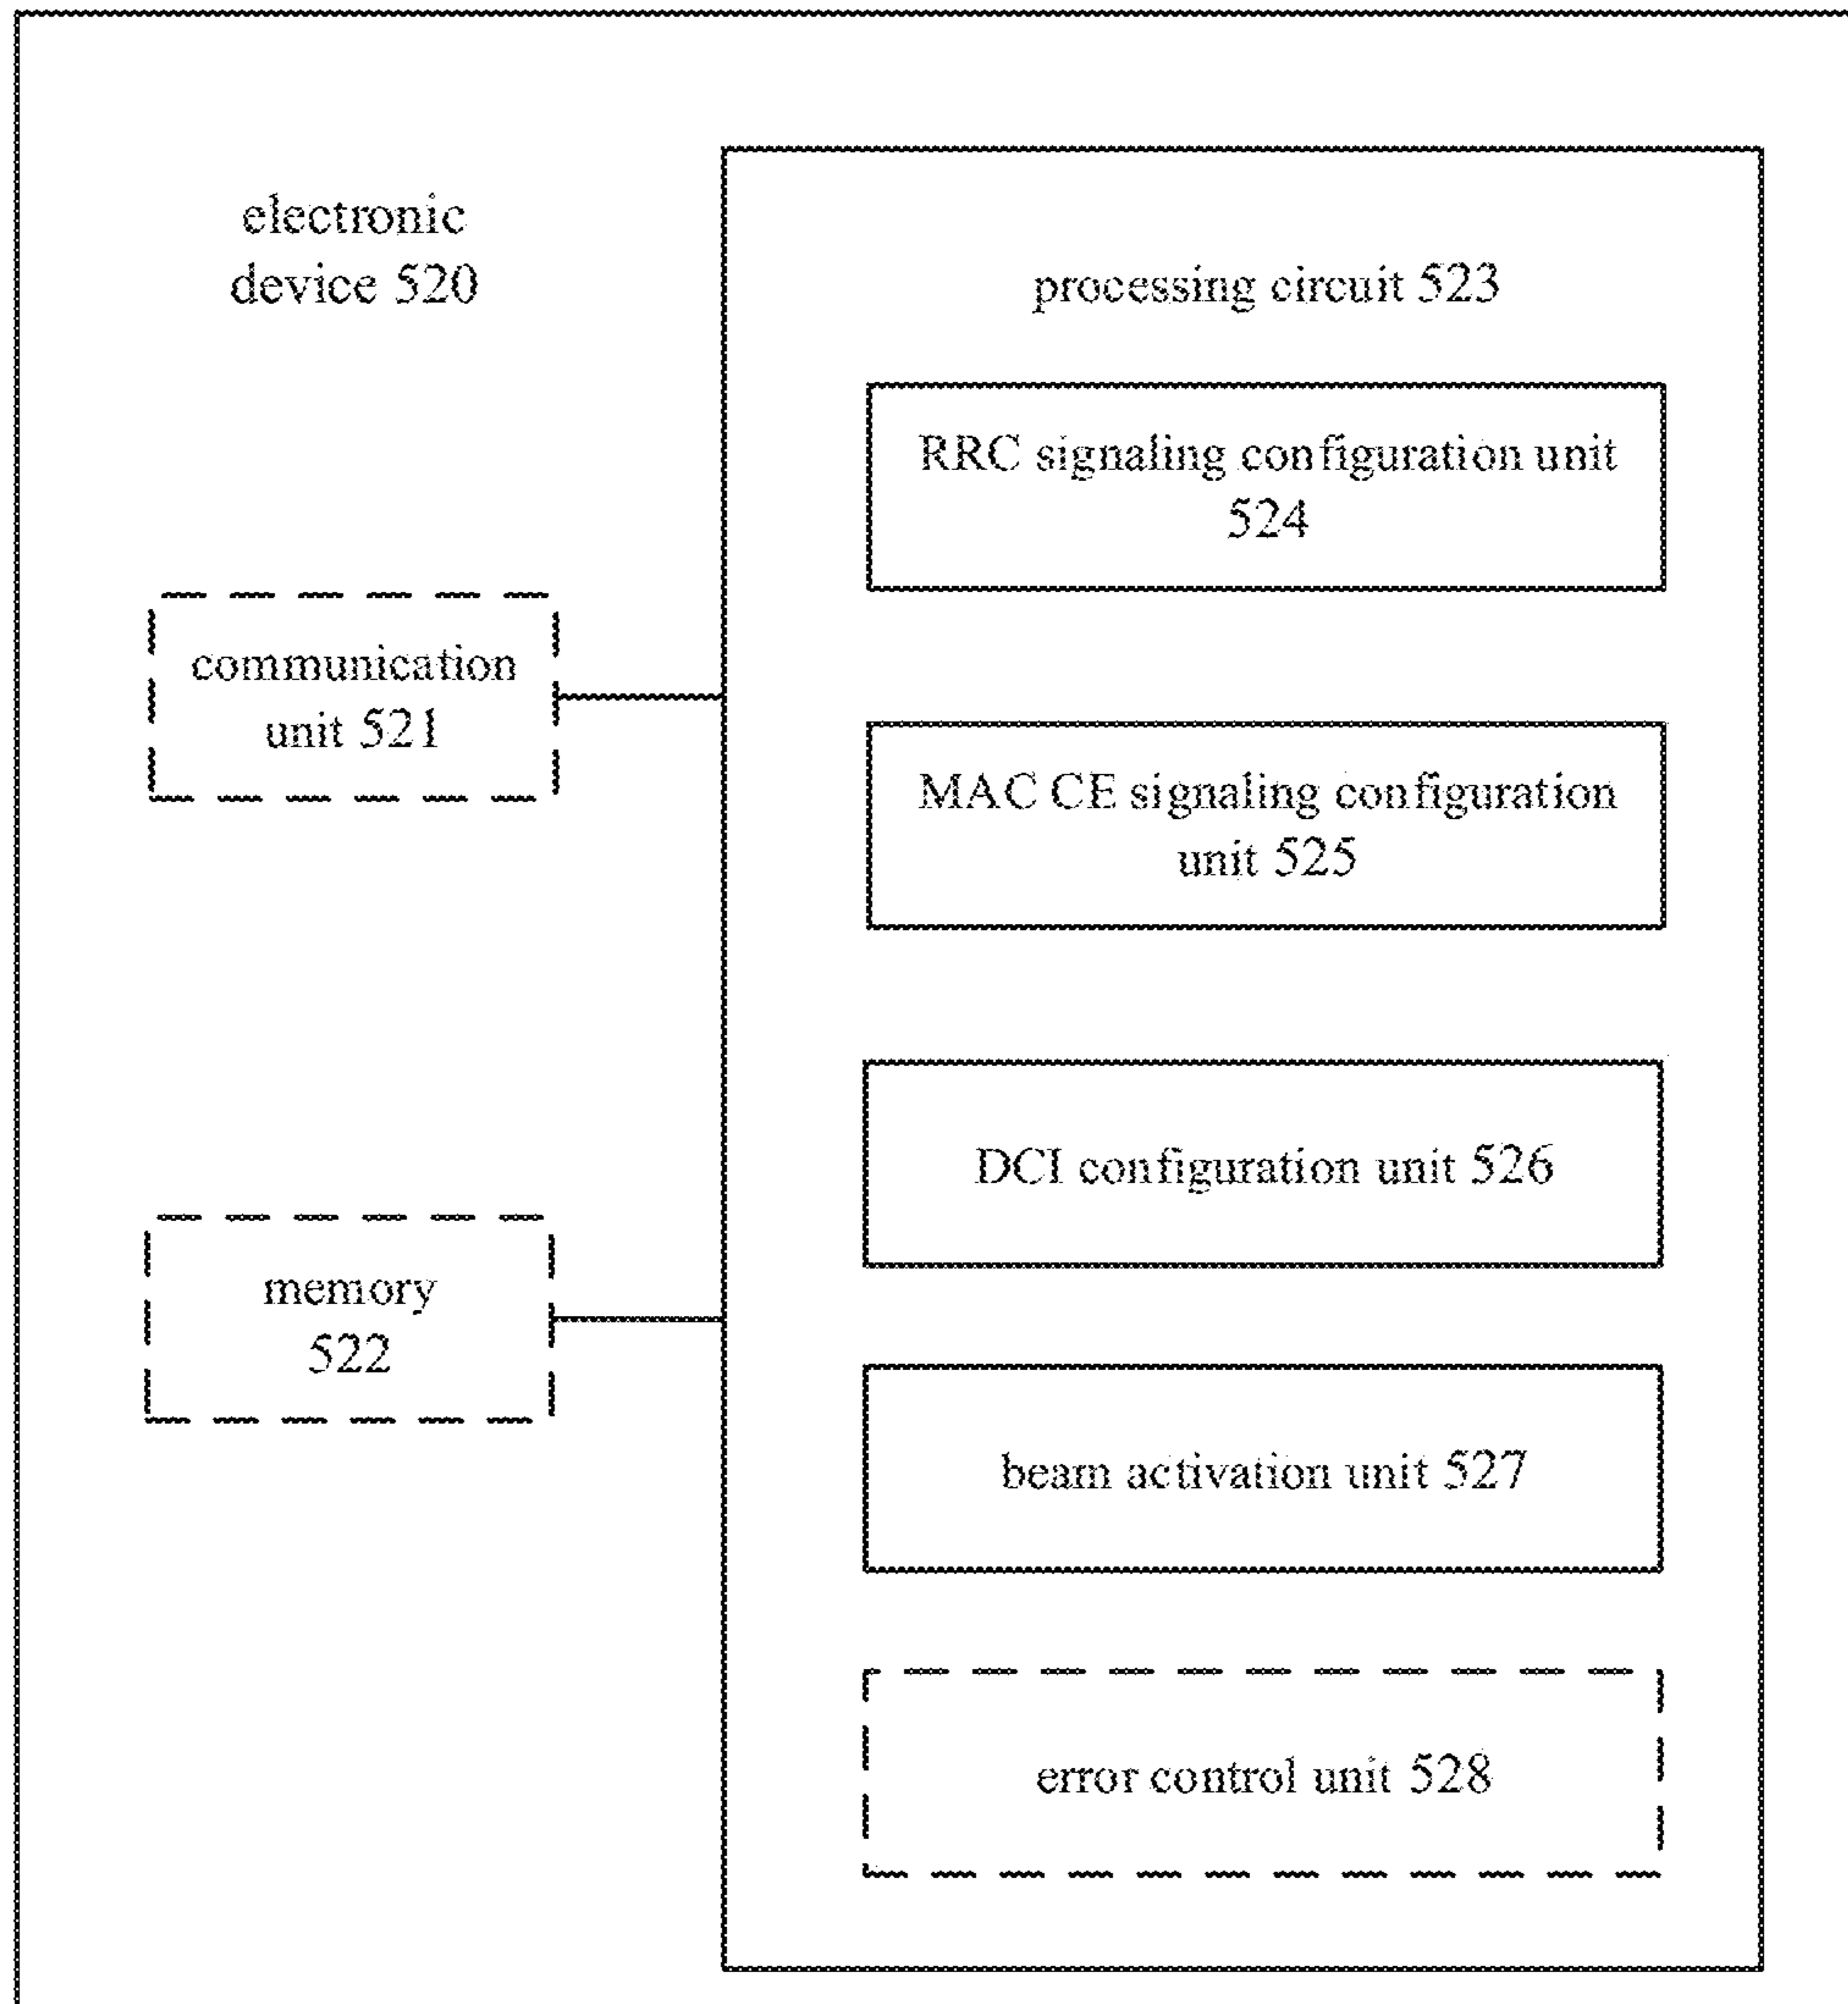 electronic
device 520
processing circuit 523
RRC signaling configuration unit
524
communication
unit 521
MAC CE signaling configuration
unit 525
DCI configuration unit 526
memory
522
beam activation unit 527
error control unit 528